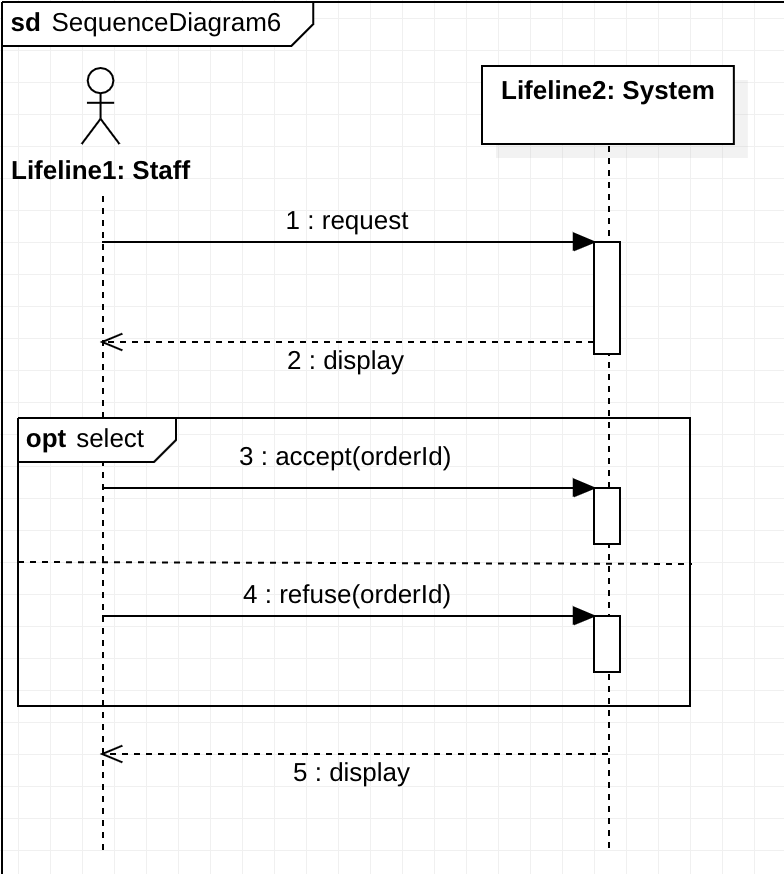 sd SequenceDiagram6
Lifeline2: System
Lifeline1: Staff
1 : request
2 : display
opt select
3 : accept(orderId)
4 : refuse(orderId)
5 : display